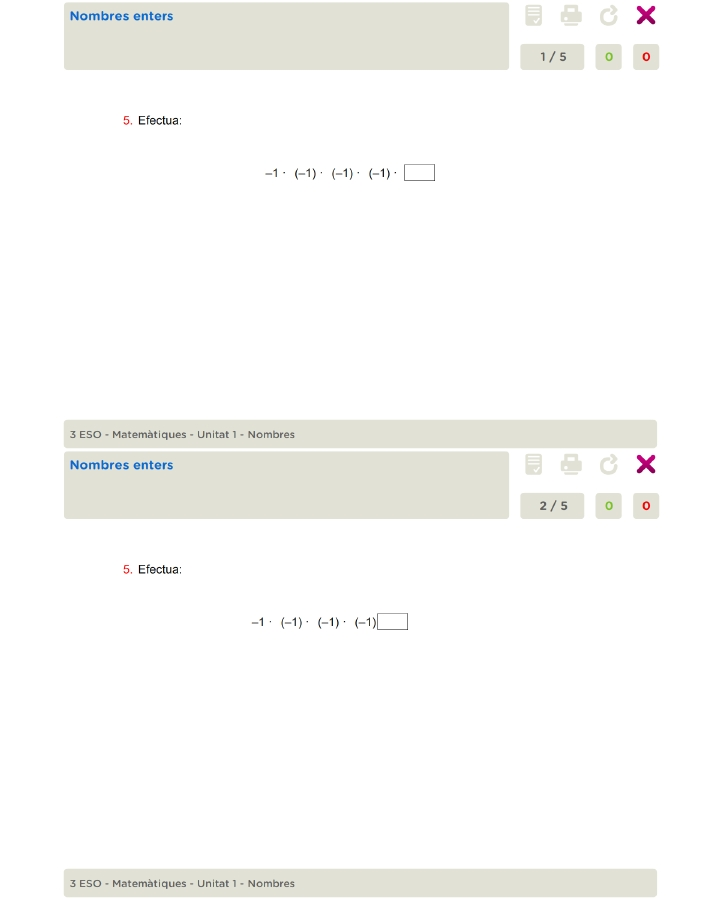 Nombres enters
1 / 5 0 0
5. Efectua:
–1 · (–1) · (–1) · (–1) ·
3 ESO - Matemàtiques - Unitat 1 - Nombres
Nombres enters
2 / 5 0 0
5. Efectua:
–1 · (–1) · (–1) · (–1)
3 ESO - Matemàtiques - Unitat 1 - Nombres